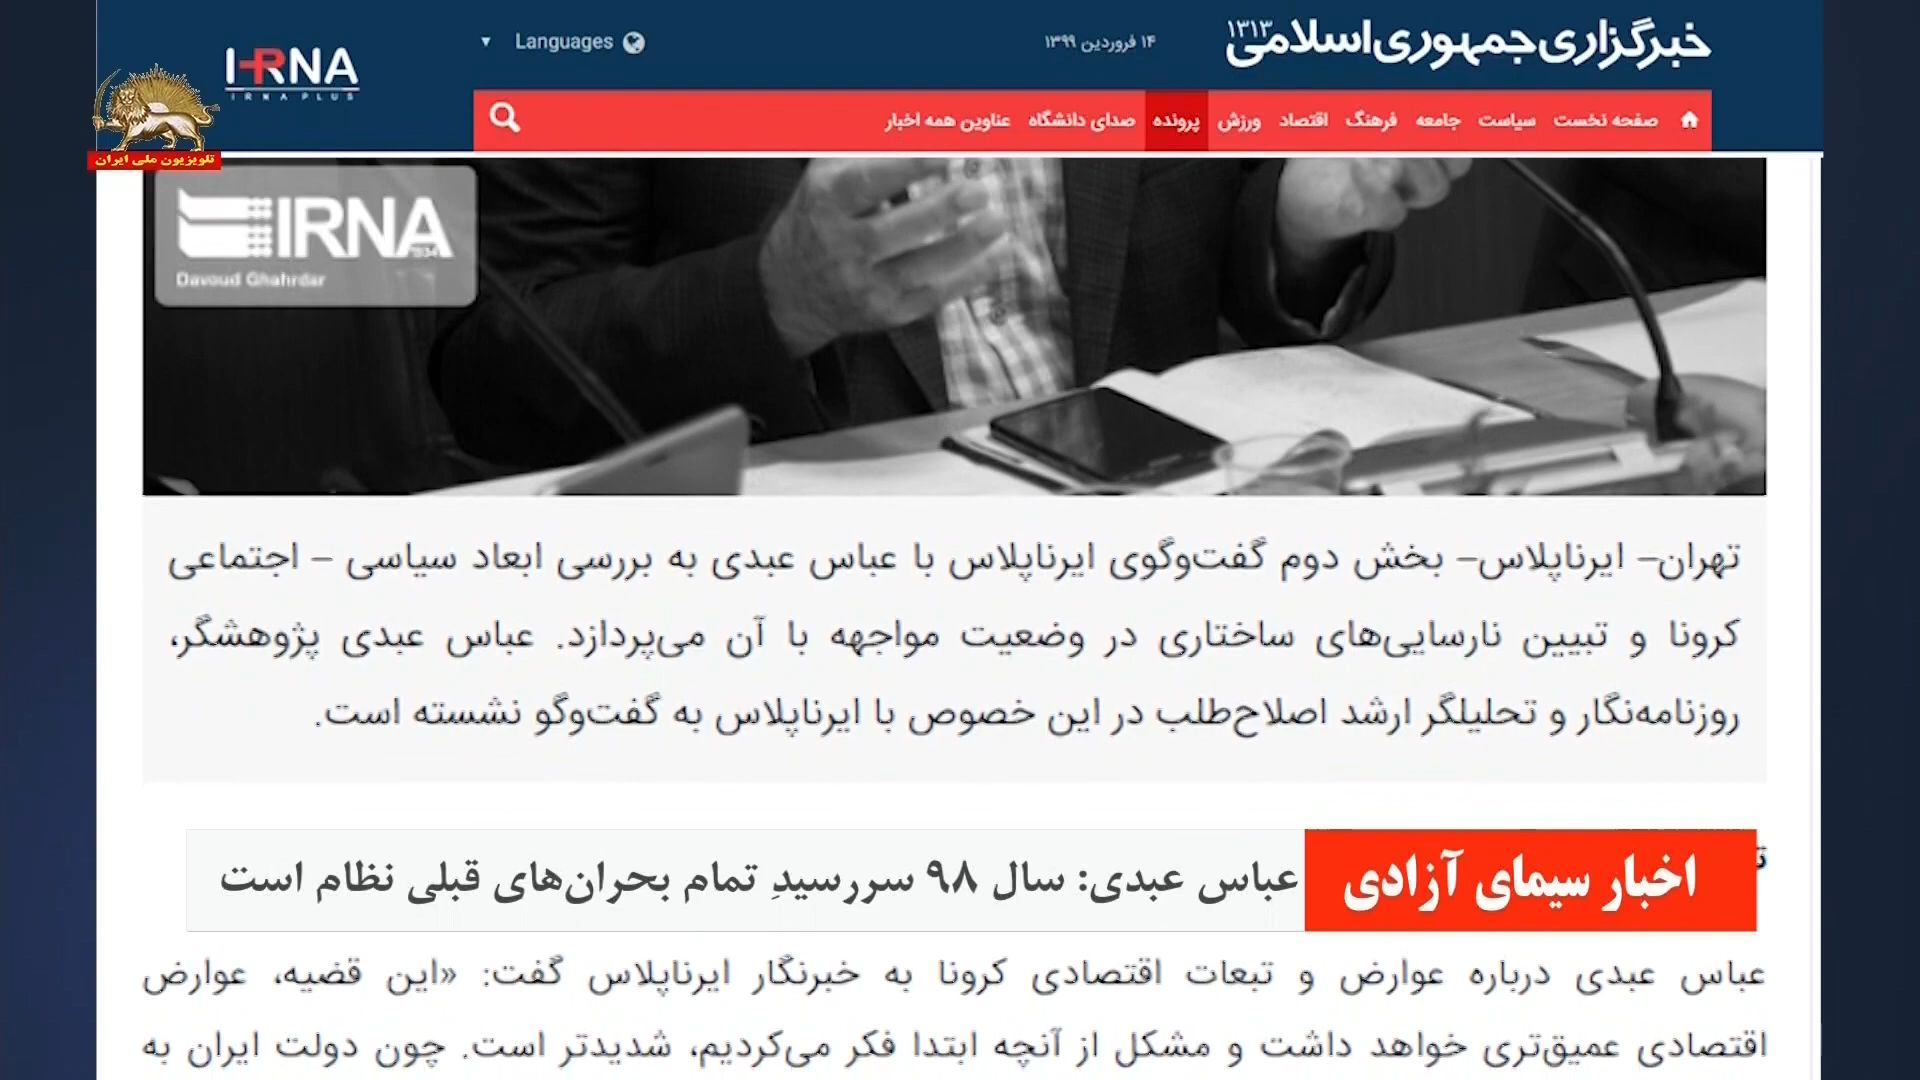 خبرگزاری جمهوری اسلامی ۱۳۱۳
۱۴ فروردین ۱۳۹۹
Languages
IRNA
IRNA PLUS
تلویزیون ملی ایران
صفحه نخست سیاست جامعه فرهنگ اقتصاد ورزش پرونده صدای دانشگاه عناوین همه اخبار
IRNA
1934
Davoud Ghahrdar
تهران– ایرناپلاس– بخش دوم گفت‌وگوی ایرناپلاس با عباس عبدی به بررسی ابعاد سیاسی – اجتماعی
کرونا و تبیین نارسایی‌های ساختاری در وضعیت مواجهه با آن می‌پردازد. عباس عبدی پژوهشگر،
روزنامه‌نگار و تحلیلگر ارشد اصلاح‌طلب در این خصوص با ایرناپلاس به گفت‌وگو نشسته است.
اخبار سیمای آزادی
عباس عبدی: سال ۹۸ سررسیدِ تمام بحران‌های قبلی نظام است
عباس عبدی درباره عوارض و تبعات اقتصادی کرونا به خبرنگار ایرناپلاس گفت: «این قضیه، عوارض
اقتصادی عمیق‌تری خواهد داشت و مشکل از آنچه ابتدا فکر می‌کردیم، شدیدتر است. چون دولت ایران به